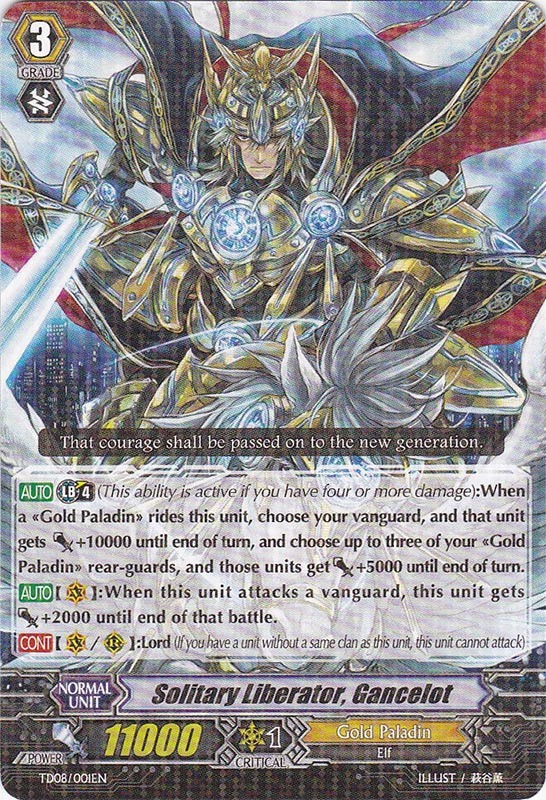 3
GRADE
That courage shall be passed on to the new generation.
AUTO LB 4 (This ability is active if you have four or more damage):When
a «Gold Paladin» rides this unit, choose your vanguard, and that unit
gets +10000 until end of turn, and choose up to three of your «Gold
Paladin» rear-guards, and those units get +5000 until end of turn.
AUTO【 V 】:When this unit attacks a vanguard, this unit gets
+2000 until end of that battle.
CONT【 V / R 】:Lord (If you have a unit without a same clan as this unit, this unit cannot attack)
NORMAL
UNIT
Solitary Liberator, Gancelot
POWER
11000
1
CRITICAL
Gold Paladin
Elf
TD08/001EN
ILLUST / 萩谷薫